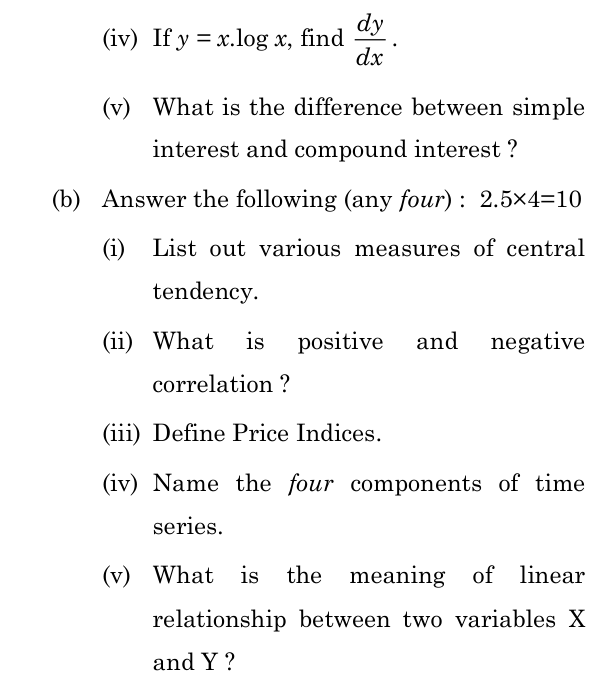 (iv) If y = x.log x, find dy/dx .
(v) What is the difference between simple
interest and compound interest ?
(b) Answer the following (any four) : 2.5×4=10
(i) List out various measures of central
tendency.
(ii) What is positive and negative
correlation ?
(iii) Define Price Indices.
(iv) Name the four components of time
series.
(v) What is the meaning of linear
relationship between two variables X
and Y ?